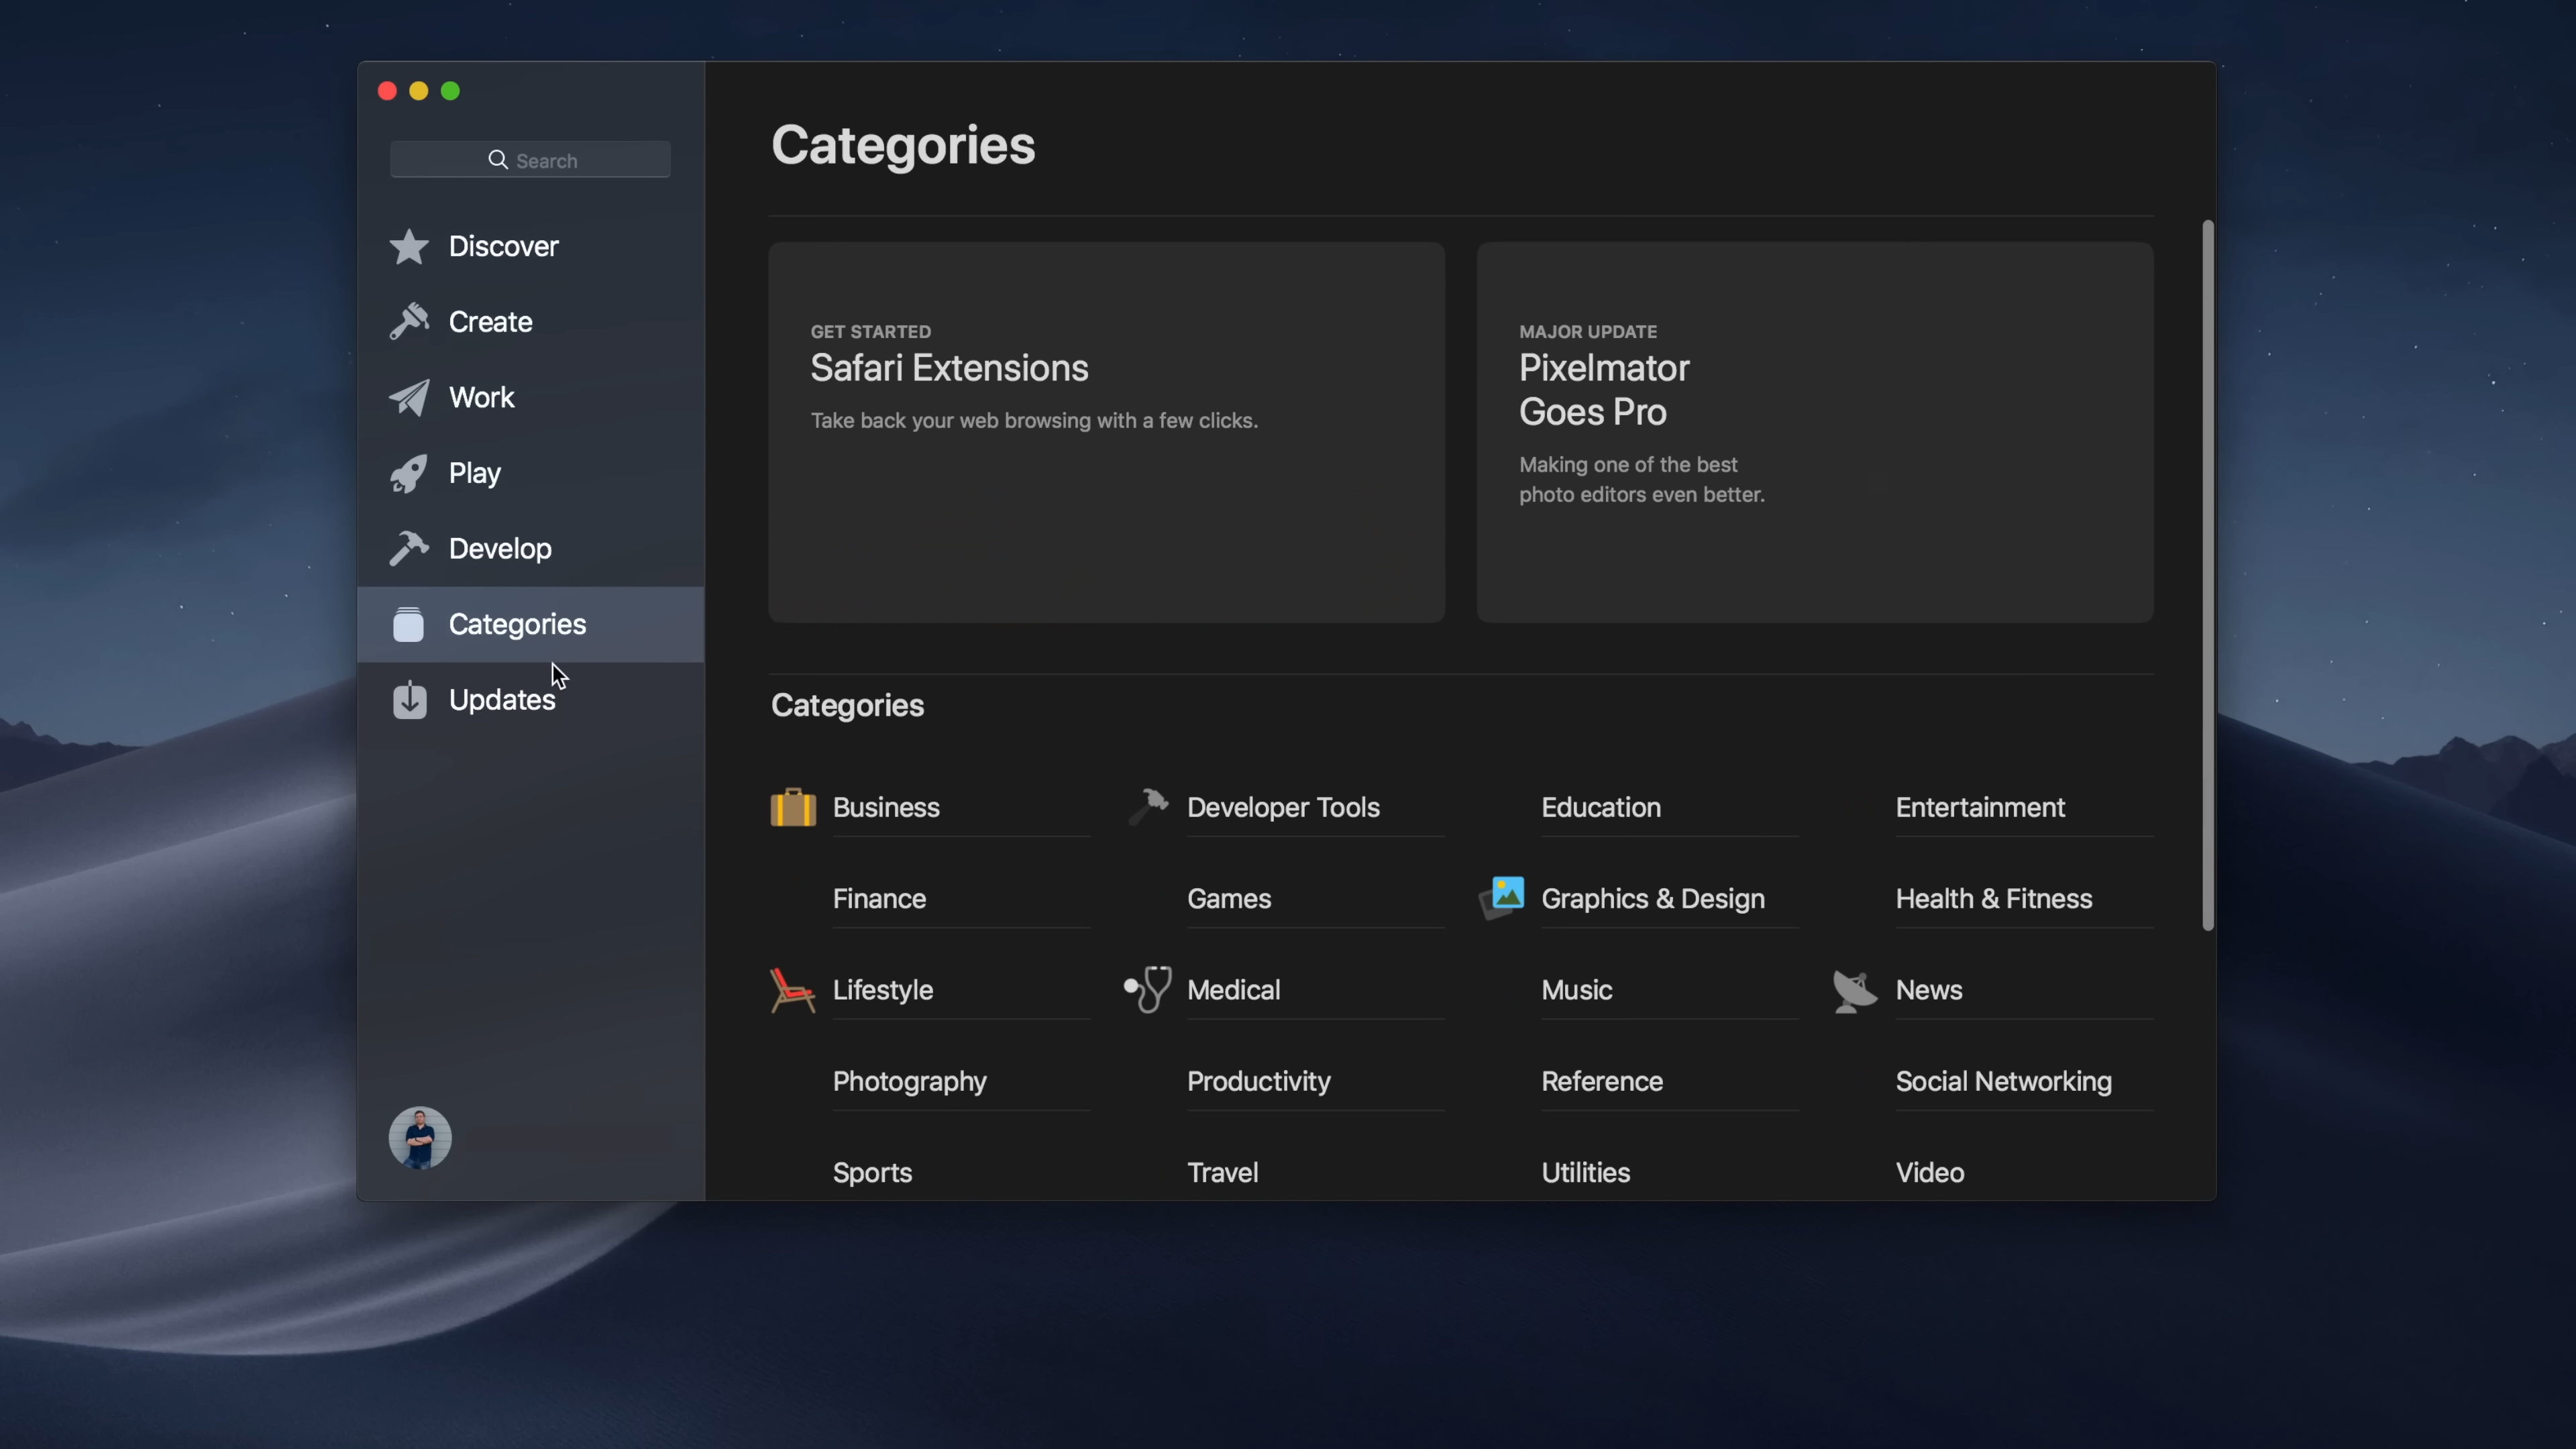 Search
Discover
Create
Work
Play
Develop
Categories
Updates
Categories
GET STARTED
Safari Extensions
Take back your web browsing with a few clicks.
MAJOR UPDATE
Pixelmator
Goes Pro
Making one of the best
photo editors even better.
Categories
Business
Developer Tools
Education
Entertainment
Finance
Games
Graphics & Design
Health & Fitness
Lifestyle
Medical
Music
News
Photography
Productivity
Reference
Social Networking
Sports
Travel
Utilities
Video